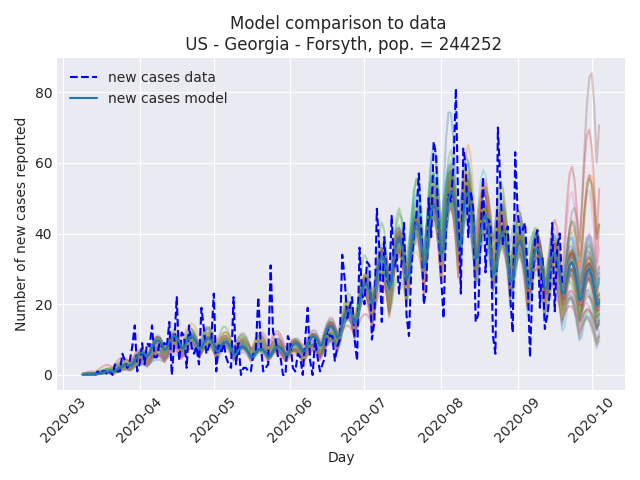 Model comparison to data
US - Georgia - Forsyth, pop. = 244252
new cases data
new cases model
Number of new cases reported
80
60
40
20
0
2020-03
2020-04
2020-05
2020-06
2020-07
2020-08
2020-09
2020-10
Day